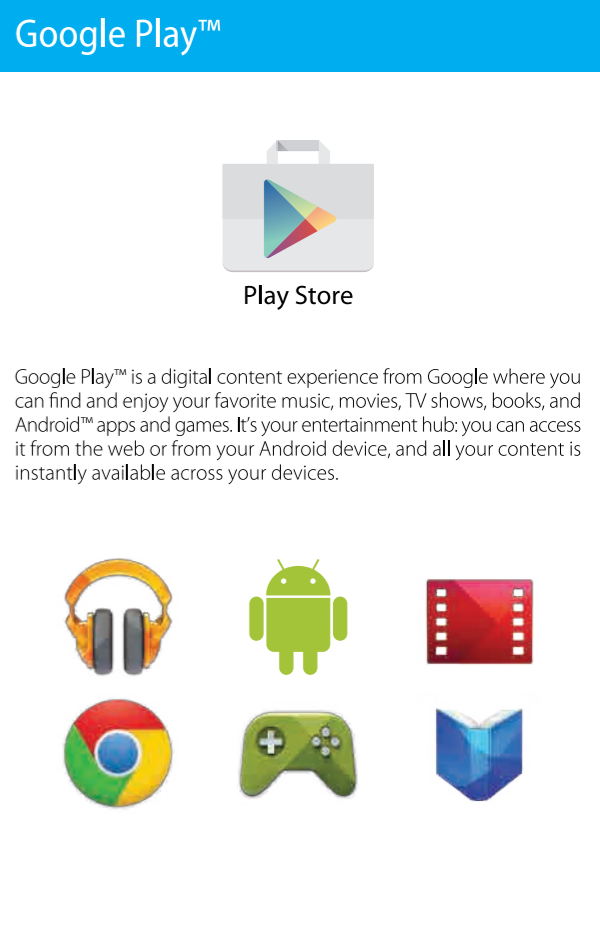 Google Play™
Play Store
Google Play™ is a digital content experience from Google where you
can find and enjoy your favorite music, movies, TV shows, books, and
Android™ apps and games. It’s your entertainment hub: you can access
it from the web or from your Android device, and all your content is
instantly available across your devices.